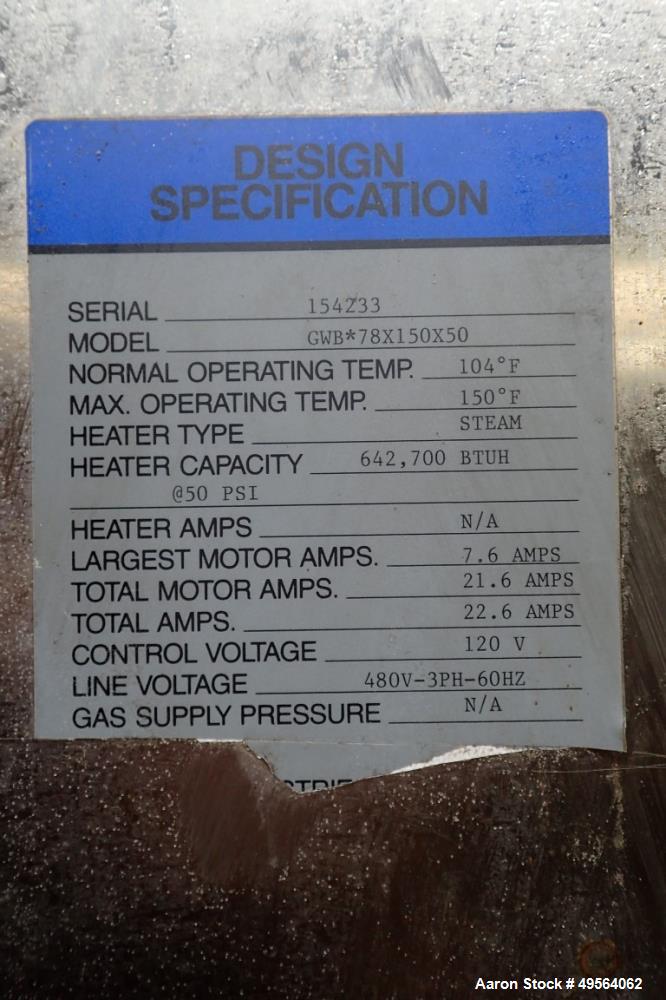 DESIGN
SPECIFICATION
SERIAL 154233
MODEL GWB*78X150X50
NORMAL OPERATING TEMP. 104°F
MAX. OPERATING TEMP. 150°F
HEATER TYPE STEAM
HEATER CAPACITY 642,700 BTUH
@50 PSI
HEATER AMPS N/A
LARGEST MOTOR AMPS. 7.6 AMPS
TOTAL MOTOR AMPS. 21.6 AMPS
TOTAL AMPS. 22.6 AMPS
CONTROL VOLTAGE 120 V
LINE VOLTAGE 480V-3PH-60HZ
GAS SUPPLY PRESSURE N/A
Aaron Stock # 49564062